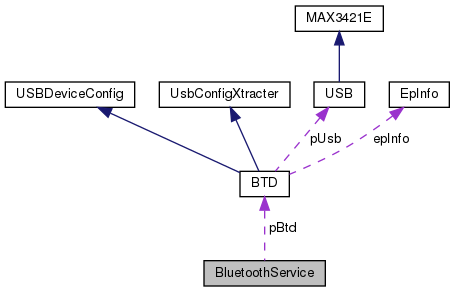 MAX3421E
USBDeviceConfig
UsbConfigXtracter
USB
EpInfo
pUsb
epInfo
BTD
pBtd
BluetoothService